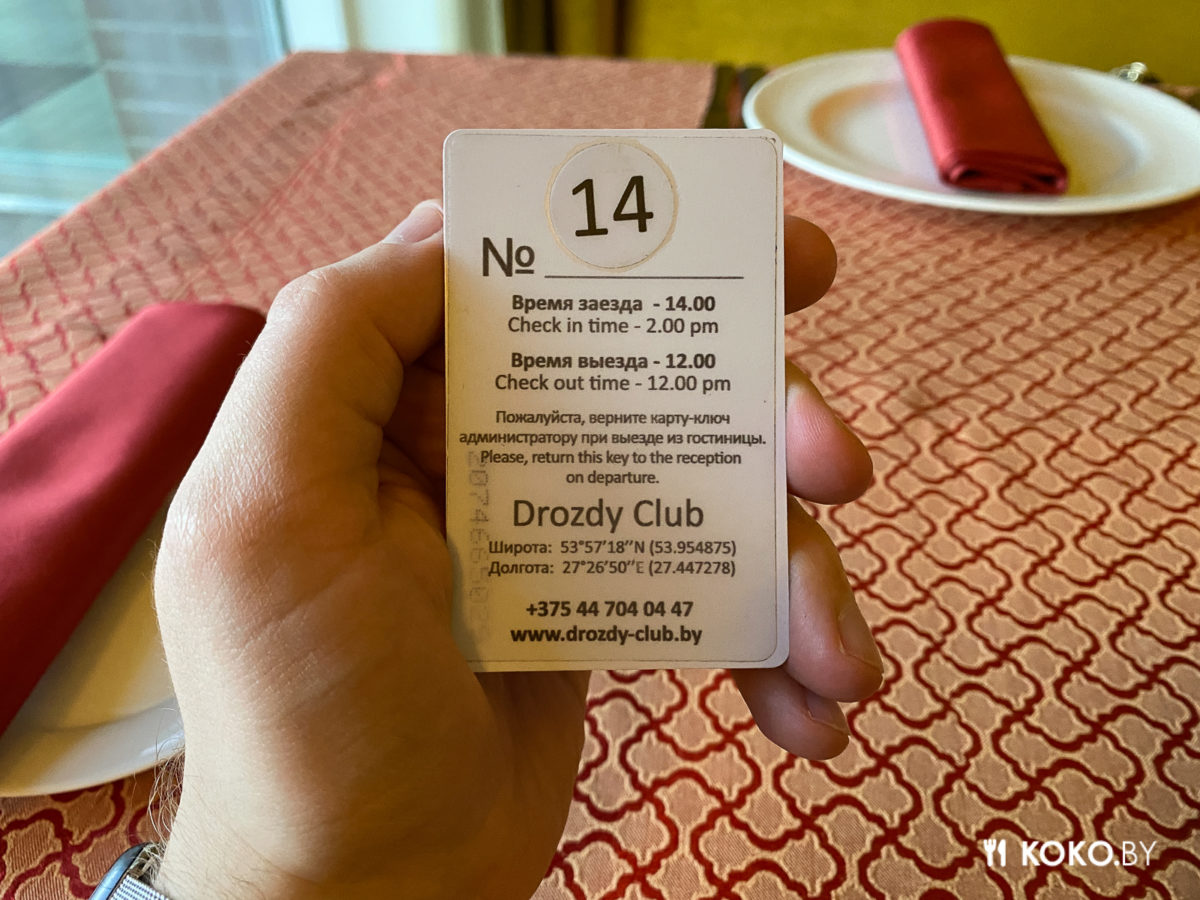 14
№
Время заезда - 14.00
Check in time - 2.00 pm
Время выезда - 12.00
Check out time - 12.00 pm
Пожалуйста, верните карту-ключ
администратору при выезде из гостиницы.
Please, return this key to the reception
on departure.
Drozdy Club
Широта: 53°57’18’’N (53.954875)
Долгота: 27°26’50’’E (27.447278)
+375 44 704 04 47
www.drozdy-club.by
KOKO.BY